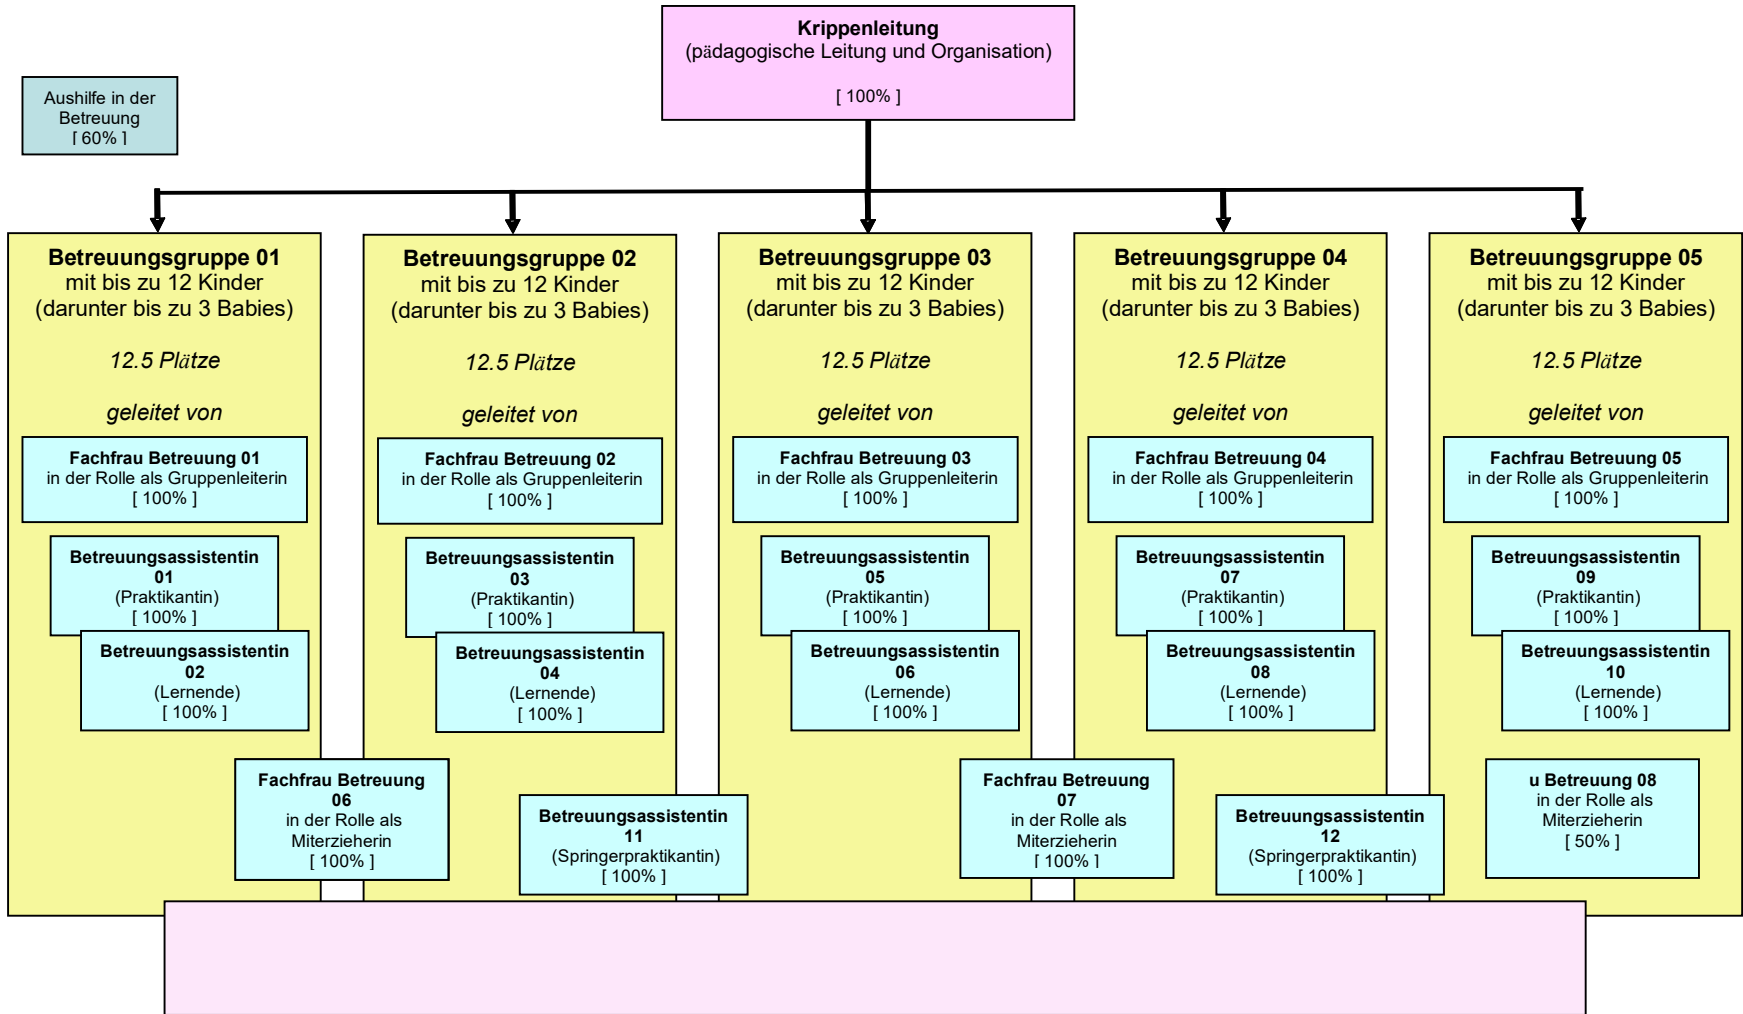 Krippenleitung
(pädagogische Leitung und Organisation)
[ 100% ]
Aushilfe in der
Betreuung
[ 60% ]
Betreuungsgruppe 01
mit bis zu 12 Kinder
(darunter bis zu 3 Babies)
12.5 Plätze
geleitet von
Fachfrau Betreuung 01
in der Rolle als Gruppenleiterin
[ 100% ]
Betreuungsassistentin
01
(Praktikantin)
[ 100% ]
Betreuungsassistentin
02
(Lernende)
[ 100% ]
Fachfrau Betreuung
06
in der Rolle als
Miterzieherin
[ 100% ]
Betreuungsgruppe 02
mit bis zu 12 Kinder
(darunter bis zu 3 Babies)
12.5 Plätze
geleitet von
Fachfrau Betreuung 02
in der Rolle als Gruppenleiterin
[ 100% ]
Betreuungsassistentin
03
(Praktikantin)
[ 100% ]
Betreuungsassistentin
04
(Lernende)
[ 100% ]
Betreuungsassistentin
11
(Springerpraktikantin)
[ 100% ]
Betreuungsgruppe 03
mit bis zu 12 Kinder
(darunter bis zu 3 Babies)
12.5 Plätze
geleitet von
Fachfrau Betreuung 03
in der Rolle als Gruppenleiterin
[ 100% ]
Betreuungsassistentin
05
(Praktikantin)
[ 100% ]
Betreuungsassistentin
06
(Lernende)
[ 100% ]
Fachfrau Betreuung
07
in der Rolle als
Miterzieherin
[ 100% ]
Betreuungsgruppe 04
mit bis zu 12 Kinder
(darunter bis zu 3 Babies)
12.5 Plätze
geleitet von
Fachfrau Betreuung 04
in der Rolle als Gruppenleiterin
[ 100% ]
Betreuungsassistentin
07
(Praktikantin)
[ 100% ]
Betreuungsassistentin
08
(Lernende)
[ 100% ]
Betreuungsassistentin
12
(Springerpraktikantin)
[ 100% ]
Betreuungsgruppe 05
mit bis zu 12 Kinder
(darunter bis zu 3 Babies)
12.5 Plätze
geleitet von
Fachfrau Betreuung 05
in der Rolle als Gruppenleiterin
[ 100% ]
Betreuungsassistentin
09
(Praktikantin)
[ 100% ]
Betreuungsassistentin
10
(Lernende)
[ 100% ]
u Betreuung 08
in der Rolle als
Miterzieherin
[ 50% ]